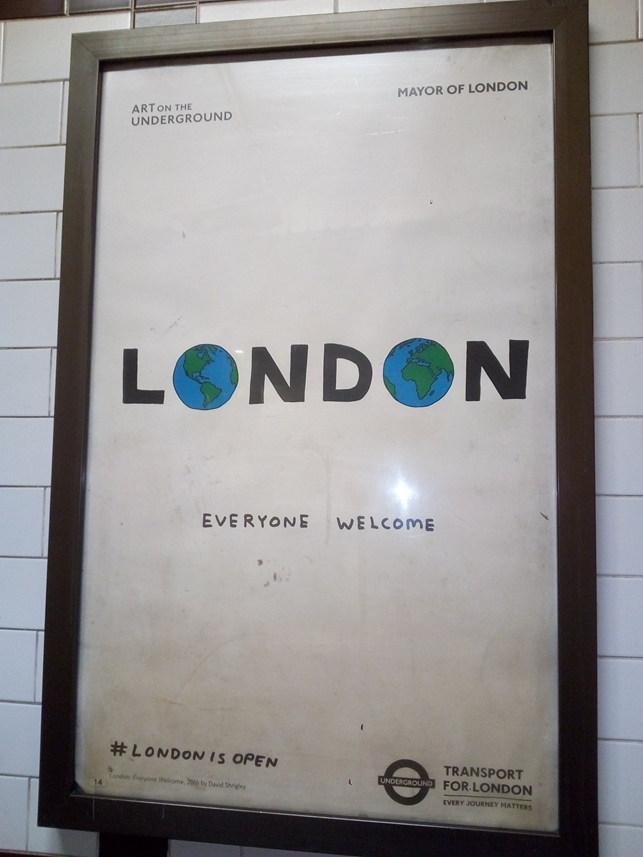 ART ON THE
UNDERGROUND
MAYOR OF LONDON
LONDON
EVERYONE WELCOME
#LONDON IS OPEN
14
London: Everyone Welcome, 2016 by David Shrigley
UNDERGROUND
TRANSPORT
FOR LONDON
EVERY JOURNEY MATTERS